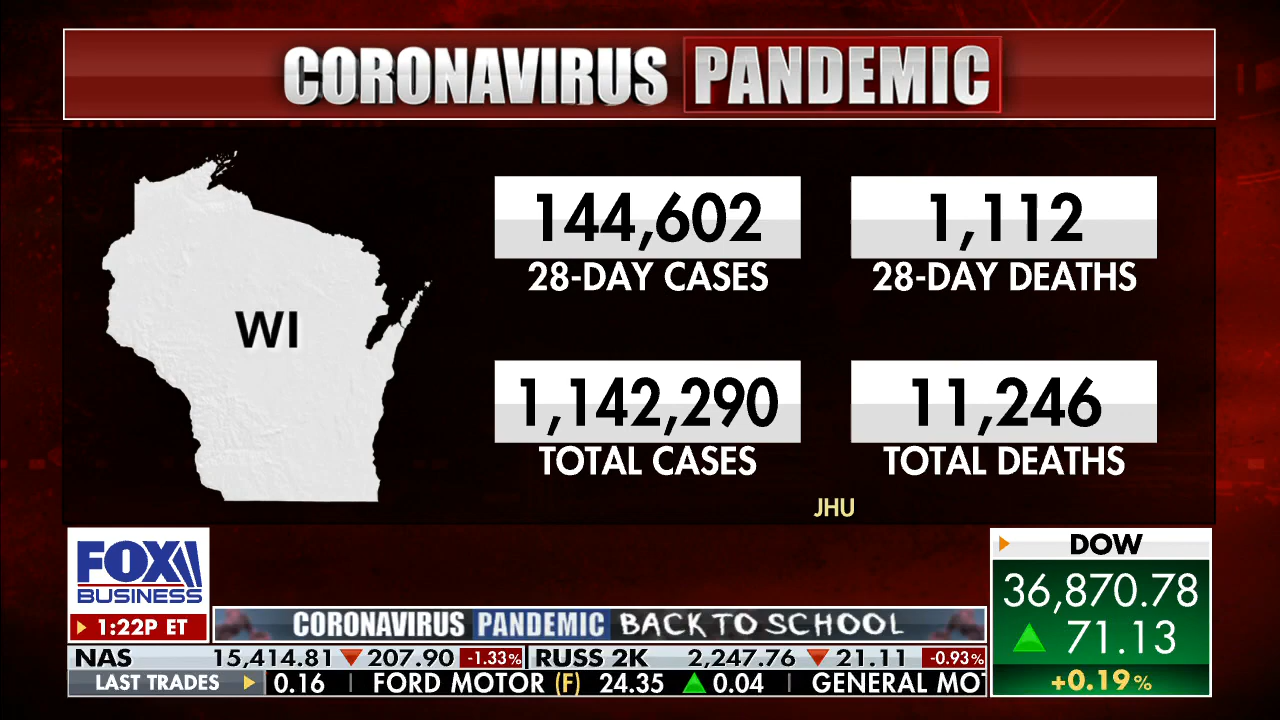 CORONAVIRUS PANDEMIC
WI
144,602
28-DAY CASES
1,112
28-DAY DEATHS
1,142,290
TOTAL CASES
11,246
TOTAL DEATHS
JHU
FOX
BUSINESS
1:22P ET
CORONAVIRUS PANDEMIC BACK TO SCHOOL
NAS 15,414.81 ▼ 207.90 -1.33% RUSS 2K 2,247.76 ▼ 21.11 -0.93%
LAST TRADES 0.16 | FORD MOTOR (F) 24.35 ▲ 0.04 | GENERAL MOT
DOW
36,870.78
▲ 71.13
+0.19%